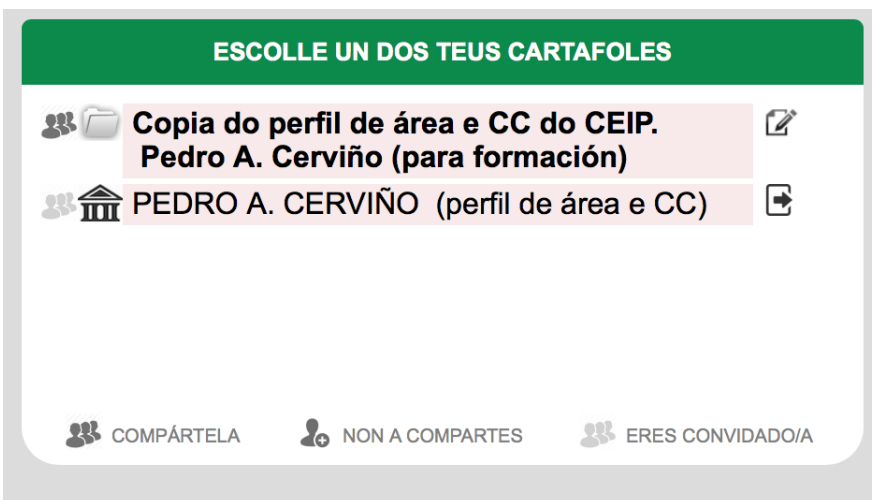 ESCOLLE UN DOS TEUS CARTAFOLES
Copia do perfil de área e CC do CEIP.
Pedro A. Cerviño (para formación)
PEDRO A. CERVIÑO (perfil de área e CC)
COMPÁRTELA NON A COMPARTES ERES CONVIDADO/A